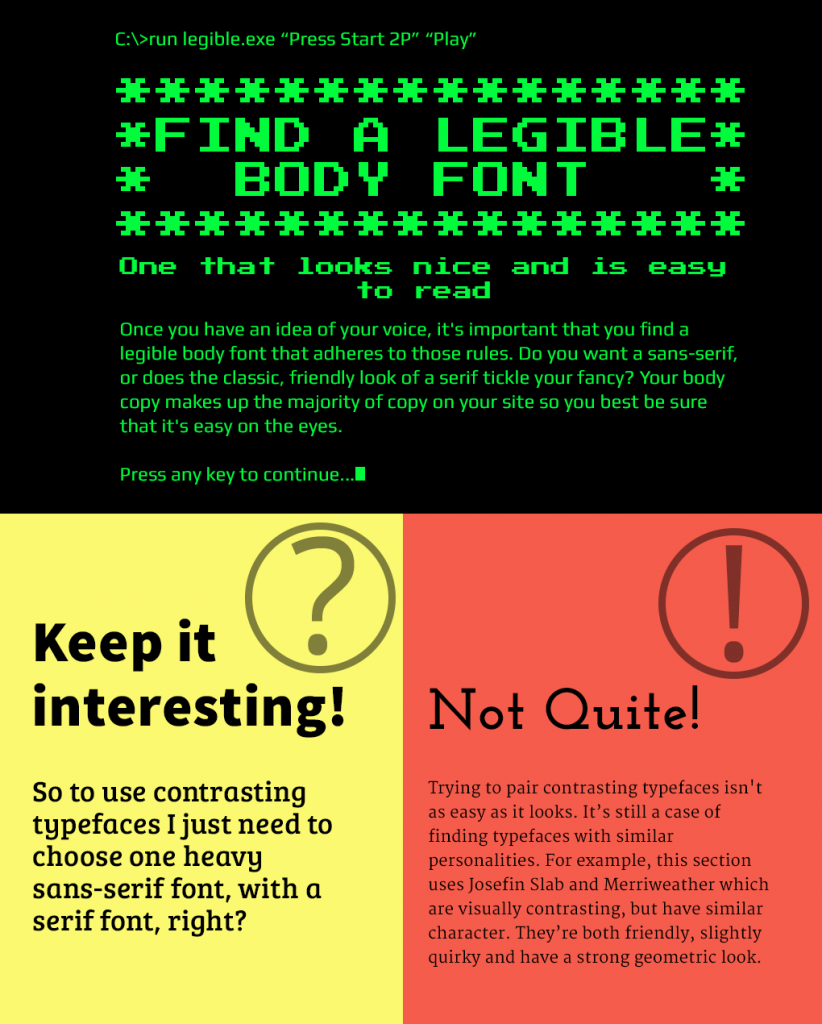 C:\>run legible.exe “Press Start 2P” “Play”
****************
*FIND A LEGIBLE*
* BODY FONT *
****************
One that looks nice and is easy
to read
Once you have an idea of your voice, it's important that you find a
legible body font that adheres to those rules. Do you want a sans-serif,
or does the classic, friendly look of a serif tickle your fancy? Your body
copy makes up the majority of copy on your site so you best be sure
that it's easy on the eyes.
Press any key to continue...
?
Keep it
interesting!
So to use contrasting
typefaces I just need to
choose one heavy
sans-serif font, with a
serif font, right?
!
Not Quite!
Trying to pair contrasting typefaces isn't
as easy as it looks. It’s still a case of
finding typefaces with similar
personalities. For example, this section
uses Josefin Slab and Merriweather which
are visually contrasting, but have similar
character. They’re both friendly, slightly
quirky and have a strong geometric look.